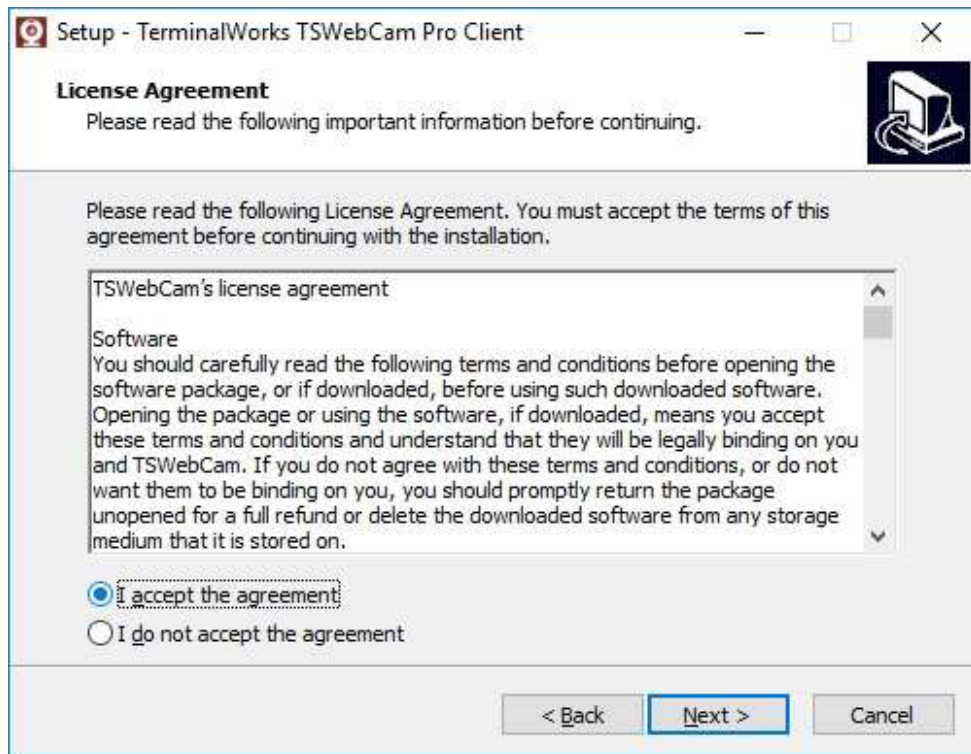 Setup - TerminalWorks TSWebCam Pro Client
License Agreement
Please read the following important information before continuing.
Please read the following License Agreement. You must accept the terms of this
agreement before continuing with the installation.
TSWebCam's license agreement
Software
You should carefully read the following terms and conditions before opening the
software package, or if downloaded, before using such downloaded software.
Opening the package or using the software, if downloaded, means you accept
these terms and conditions and understand that they will be legally binding on you
and TSWebCam. If you do not agree with these terms and conditions, or do not
want them to be binding on you, you should promptly return the package
unopened for a full refund or delete the downloaded software from any storage
medium that it is stored on.
I accept the agreement
I do not accept the agreement
< Back Next > Cancel